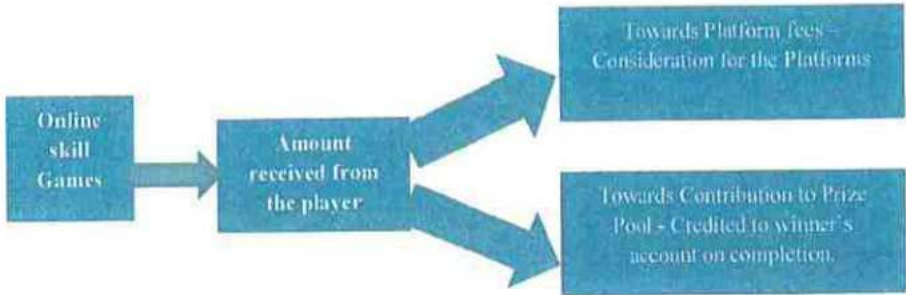 Online
skill
Games
Amount
received from
the player
Towards Platform fees –
Consideration for the Platforms
Towards Contribution to Prize
Pool - Credited to winner's
account on completion.